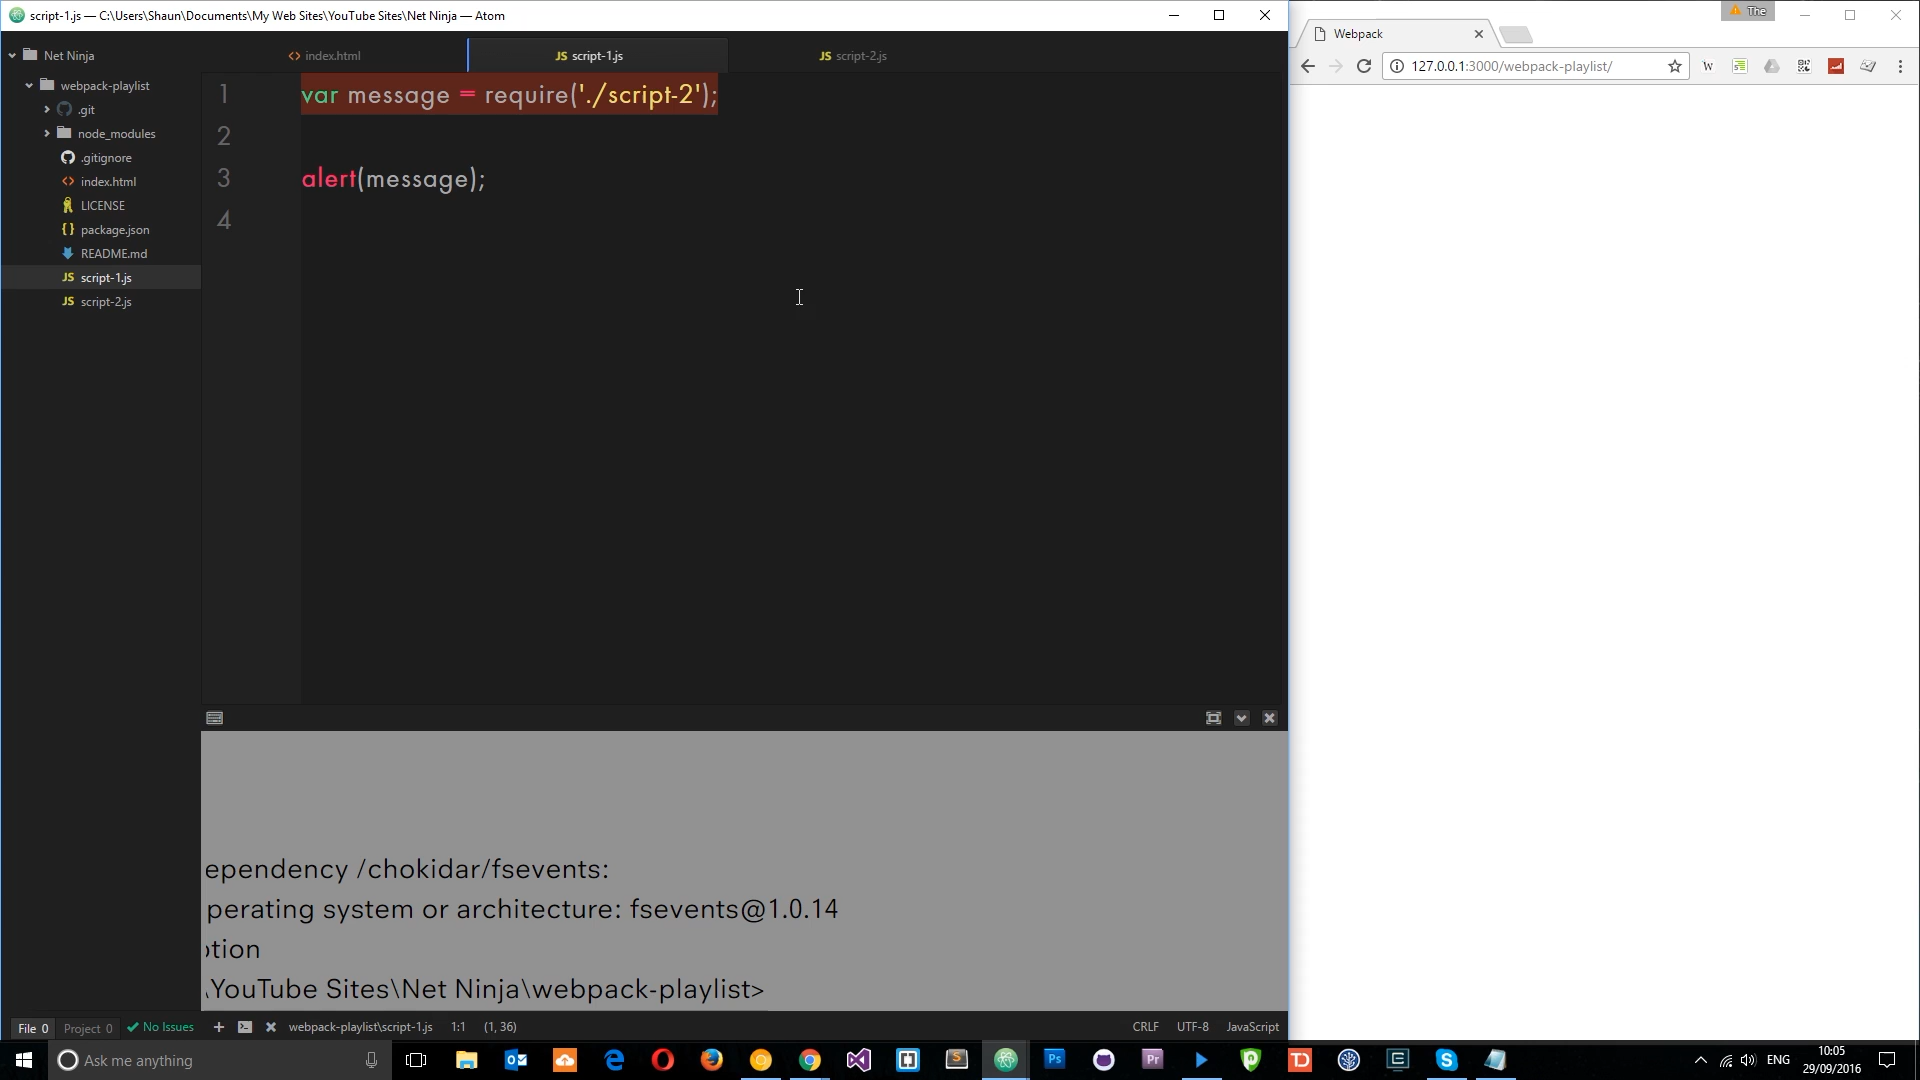 script-1.js — C:\Users\Shaun\Documents\My Web Sites\YouTube Sites\Net Ninja — Atom
The
Webpack
127.0.0.1:3000/webpack-playlist/
Net Ninja
webpack-playlist
.git
node_modules
.gitignore
index.html
LICENSE
package.json
README.md
script-1.js
script-2.js
index.html
script-1.js
script-2.js
1 var message = require('./script-2');
2
3 alert(message);
4
ependency /chokidar/fsevents:
perating system or architecture: fsevents@1.0.14
tion
\YouTube Sites\Net Ninja\webpack-playlist>
File 0 Project 0 No Issues webpack-playlist\script-1.js 1:1 (1, 36) CRLF UTF-8 JavaScript
Ask me anything
ENG
10:05
29/09/2016